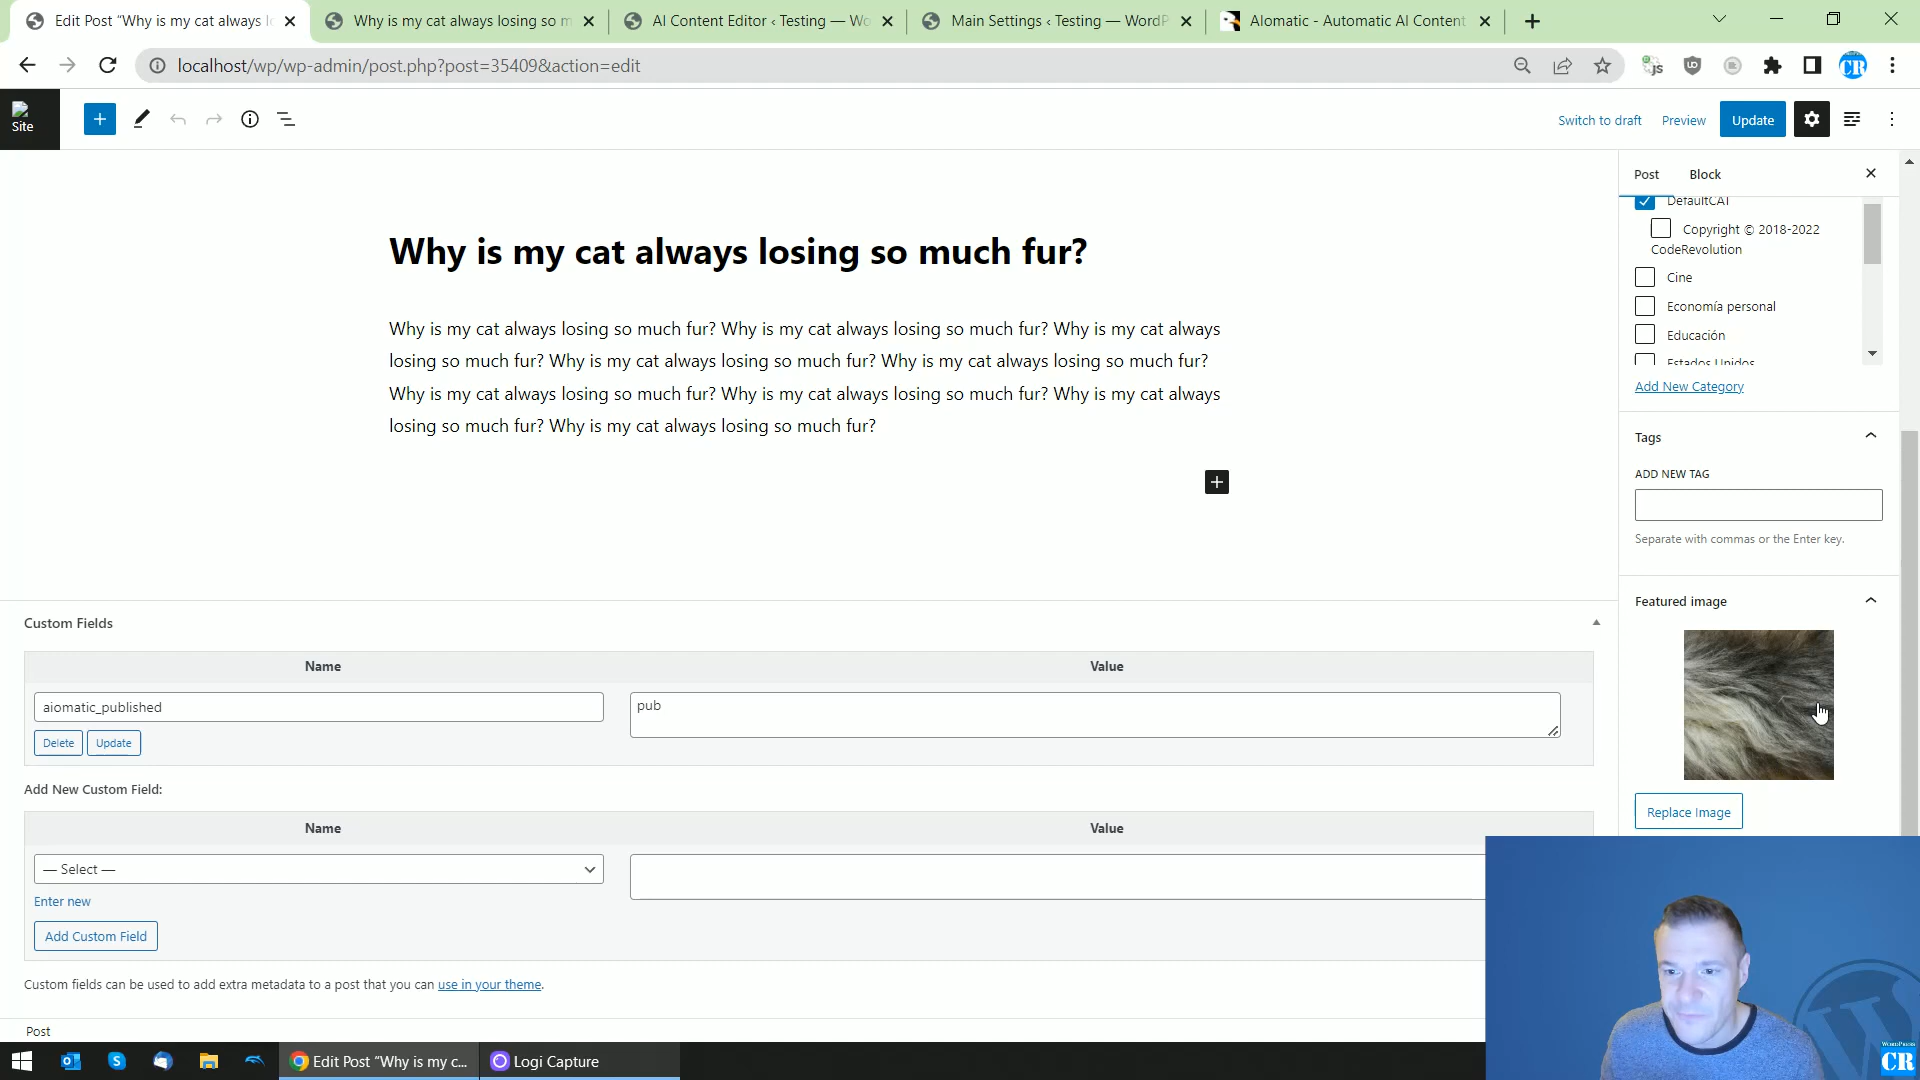 Edit Post “Why is my cat always l
Why is my cat always losing so m
AI Content Editor ‹ Testing — Wo
Main Settings ‹ Testing — WordP
AIomatic - Automatic AI Content
localhost/wp/wp-admin/post.php?post=35409&action=edit
Site
Switch to draft
Preview
Update
Post
Block
DefaultCAT
Copyright © 2018-2022
CodeRevolution
Cine
Economía personal
Educación
Estados Unidos
Add New Category
Why is my cat always losing so much fur?
Why is my cat always losing so much fur? Why is my cat always losing so much fur? Why is my cat always
losing so much fur? Why is my cat always losing so much fur? Why is my cat always losing so much fur?
Why is my cat always losing so much fur? Why is my cat always losing so much fur? Why is my cat always
losing so much fur? Why is my cat always losing so much fur?
Tags
ADD NEW TAG
Separate with commas or the Enter key.
Featured image
Replace Image
Custom Fields
Name
Value
aiomatic_published
pub
Delete
Update
Add New Custom Field:
Name
Value
— Select —
Enter new
Add Custom Field
Custom fields can be used to add extra metadata to a post that you can use in your theme.
Post
Edit Post “Why is my c...
Logi Capture
WORDPRESS
CR